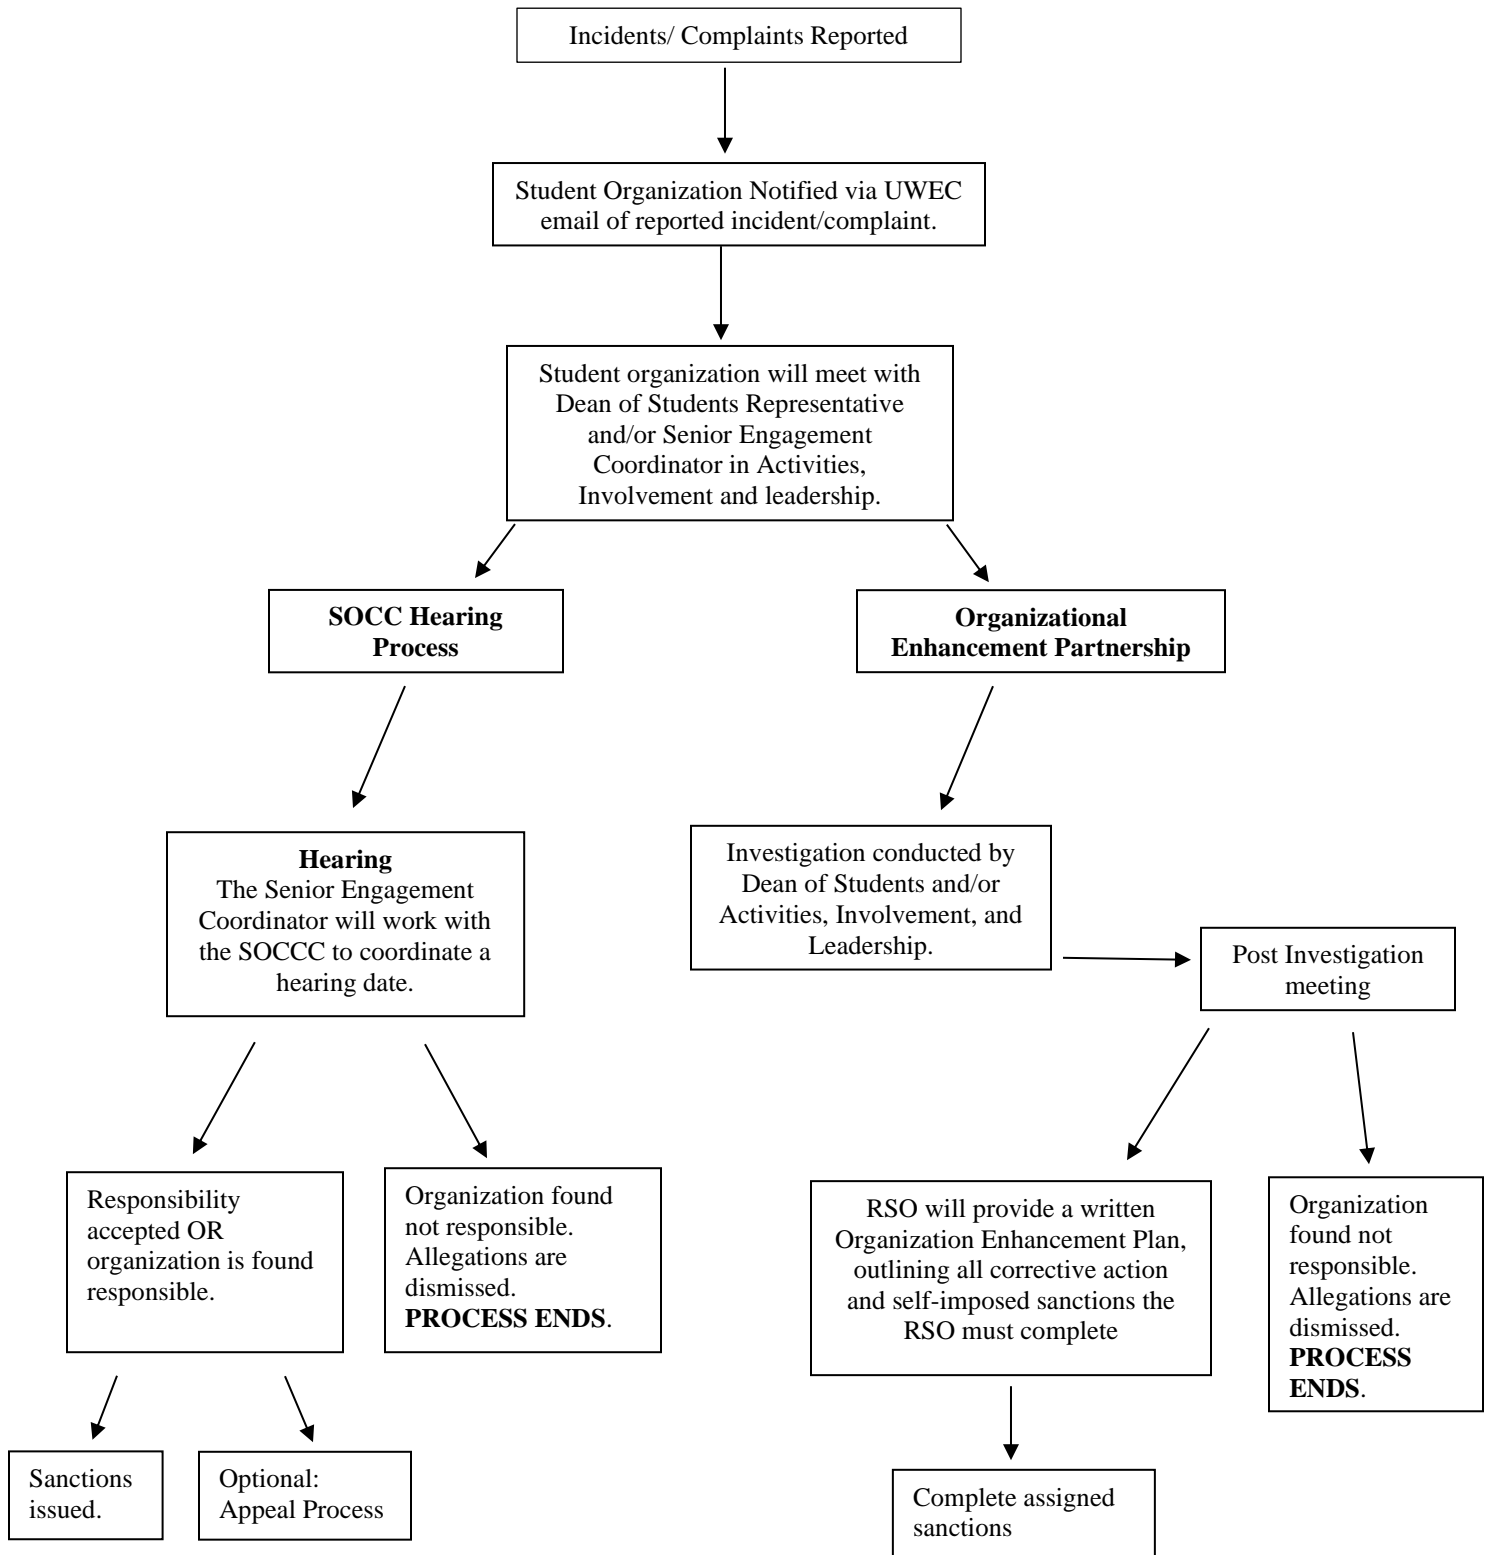 Incidents/ Complaints Reported
Student Organization Notified via UWEC
email of reported incident/complaint.
Student organization will meet with
Dean of Students Representative
and/or Senior Engagement
Coordinator in Activities,
Involvement and leadership.
SOCC Hearing
Process
Organizational
Enhancement Partnership
Hearing
The Senior Engagement
Coordinator will work with
the SOCCC to coordinate a
hearing date.
Investigation conducted by
Dean of Students and/or
Activities, Involvement, and
Leadership.
Post Investigation
meeting
Responsibility
accepted OR
organization is found
responsible.
Organization found
not responsible.
Allegations are
dismissed.
PROCESS ENDS.
RSO will provide a written
Organization Enhancement Plan,
outlining all corrective action
and self-imposed sanctions the
RSO must complete
Organization
found not
responsible.
Allegations are
dismissed.
PROCESS
ENDS.
Sanctions
issued.
Optional:
Appeal Process
Complete assigned
sanctions